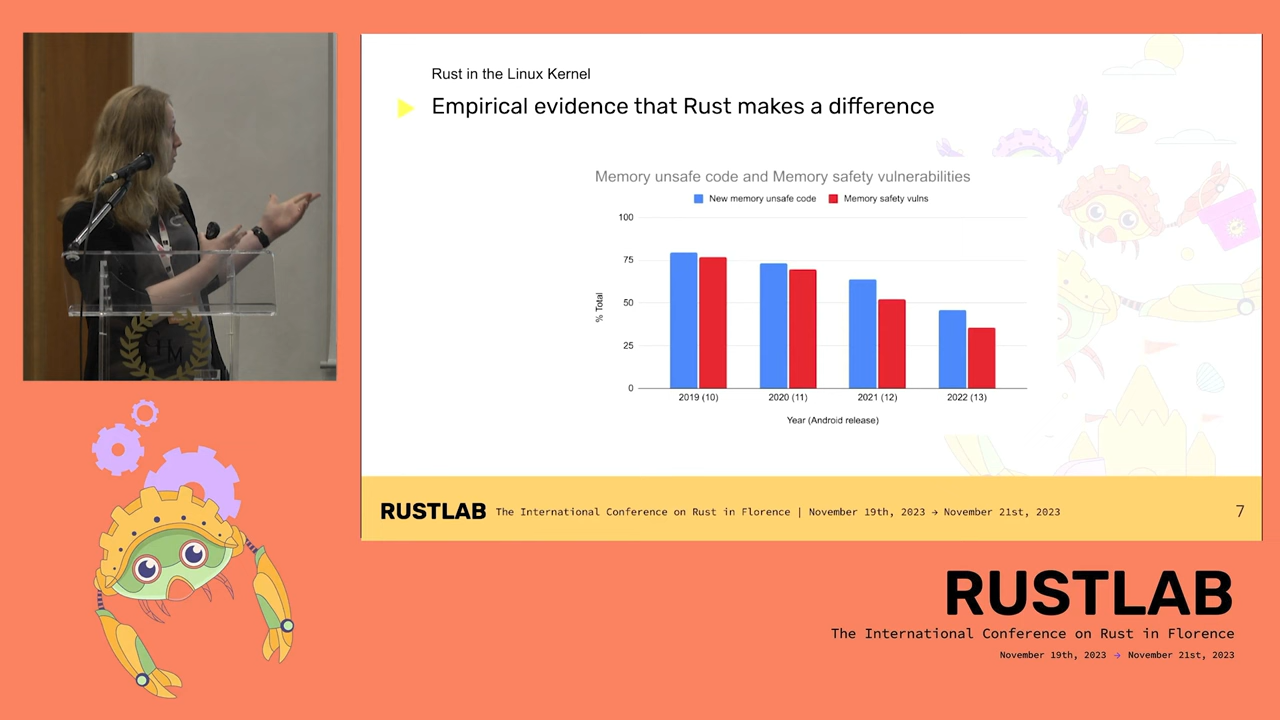 Rust in the Linux Kernel
Empirical evidence that Rust makes a difference
Memory unsafe code and Memory safety vulnerabilities
New memory unsafe code
Memory safety vulns
100
75
50
25
0
% Total
2019 (10)
2020 (11)
2021 (12)
2022 (13)
Year (Android release)
RUSTLAB The International Conference on Rust in Florence | November 19th, 2023 → November 21st, 2023
7
RUSTLAB
The International Conference on Rust in Florence
November 19th, 2023 → November 21st, 2023